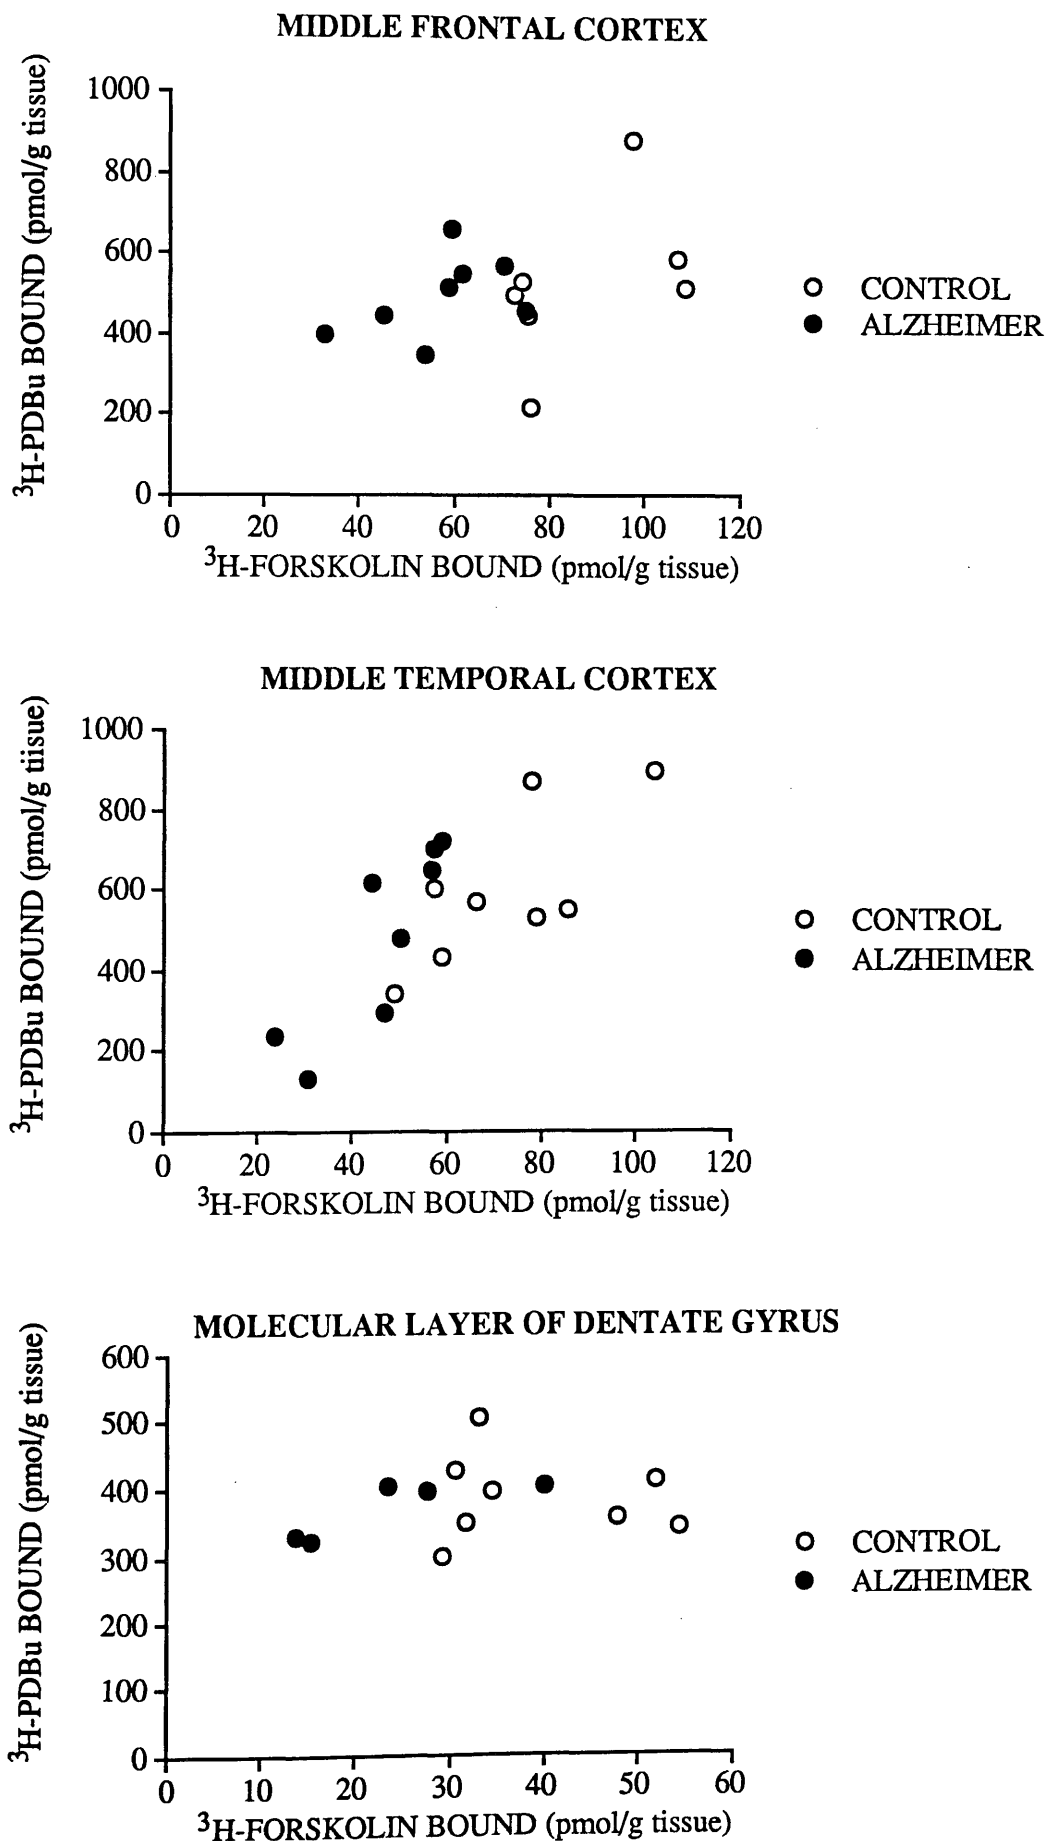 MIDDLE FRONTAL CORTEX
³H-PDBu BOUND (pmol/g tissue)
1000
800
600
400
200
0
0 20 40 60 80 100 120
³H-FORSKOLIN BOUND (pmol/g tissue)
CONTROL
ALZHEIMER
MIDDLE TEMPORAL CORTEX
³H-PDBu BOUND (pmol/g tiisue)
1000
800
600
400
200
0
0 20 40 60 80 100 120
³H-FORSKOLIN BOUND (pmol/g tissue)
CONTROL
ALZHEIMER
MOLECULAR LAYER OF DENTATE GYRUS
³H-PDBu BOUND (pmol/g tissue)
600
500
400
300
200
100
0
0 10 20 30 40 50 60
³H-FORSKOLIN BOUND (pmol/g tissue)
CONTROL
ALZHEIMER